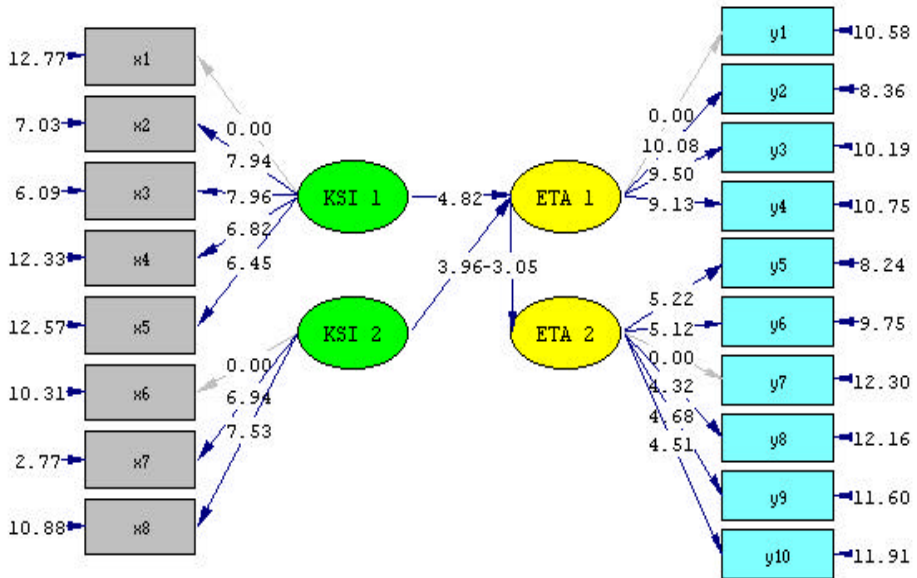 12.77 x1
7.03 x2
6.09 x3
12.33 x4
12.57 x5
10.31 x6
2.77 x7
10.88 x8
0.00
7.94
7.96
6.82
6.45
0.00
6.94
7.53
KSI 1
KSI 2
4.82
3.96
-3.05
ETA 1
ETA 2
0.00
10.08
9.50
9.13
5.22
5.12
0.00
4.32
4.68
4.51
y1 10.58
y2 8.36
y3 10.19
y4 10.75
y5 8.24
y6 9.75
y7 12.30
y8 12.16
y9 11.60
y10 11.91